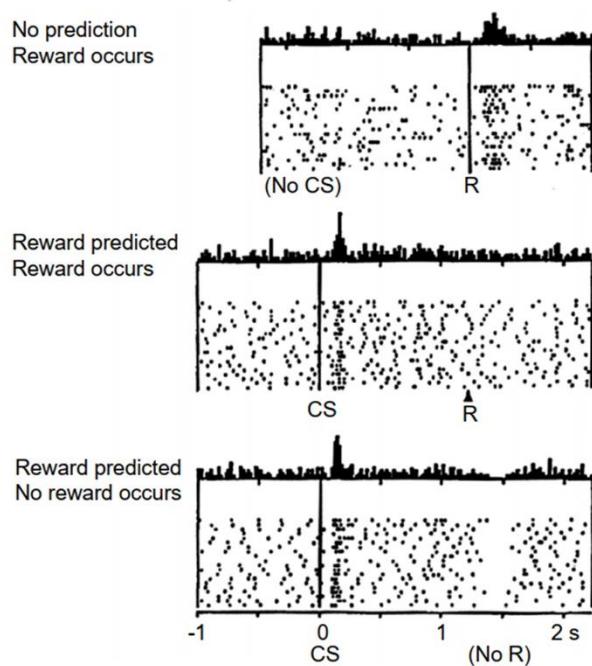 No prediction
Reward occurs
(No CS) R
Reward predicted
Reward occurs
CS R
Reward predicted
No reward occurs
-1 0 1 2 s
CS (No R)